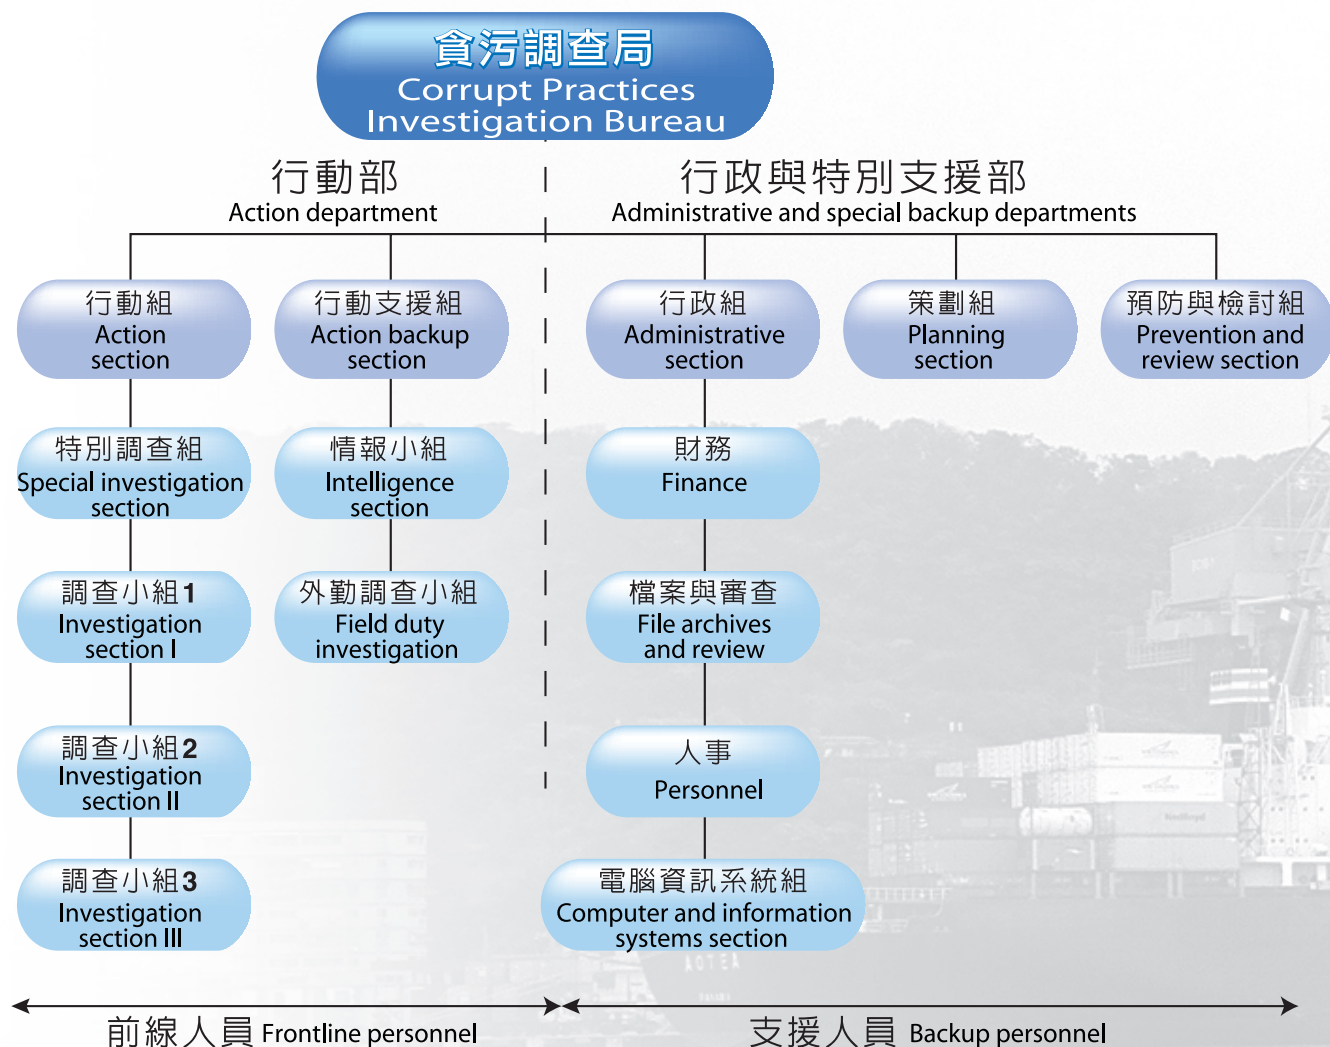 貪污調查局
Corrupt Practices
Investigation Bureau
行動部
Action department
行政與特別支援部
Administrative and special backup departments
行動組
Action
section
行動支援組
Action backup
section
行政組
Administrative
section
策劃組
Planning
section
預防與檢討組
Prevention and
review section
特別調查組
Special investigation
section
情報小組
Intelligence
section
財務
Finance
調查小組1
Investigation
section I
外勤調查小組
Field duty
investigation
檔案與審查
File archives
and review
調查小組2
Investigation
section II
人事
Personnel
調查小組3
Investigation
section III
電腦資訊系統組
Computer and information
systems section
AOTEA
前線人員 Frontline personnel
支援人員 Backup personnel